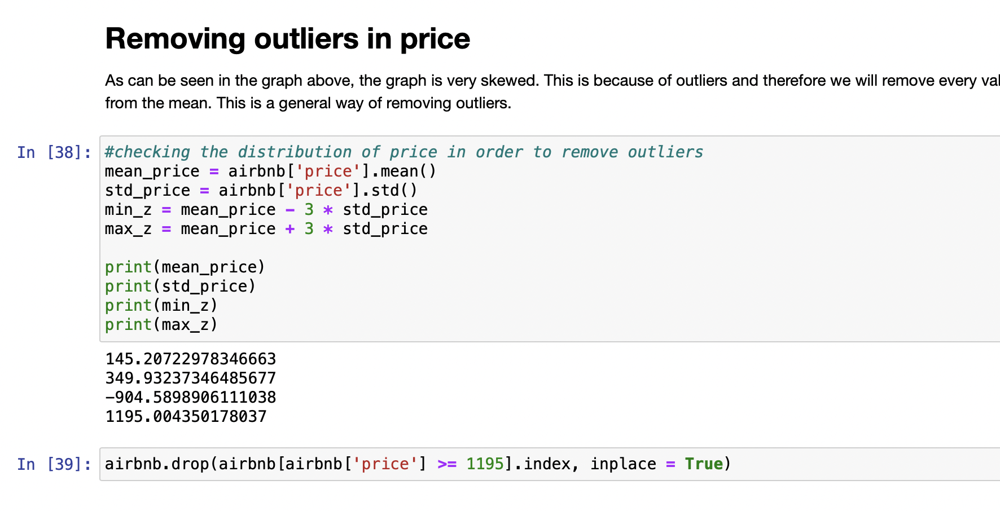 Removing outliers in price
As can be seen in the graph above, the graph is very skewed. This is because of outliers and therefore we will remove every
from the mean. This is a general way of removing outliers.
In [38]:
#checking the distribution of price in order to remove outliers
mean_price = airbnb['price'].mean()
std_price = airbnb['price'].std()
min_z = mean_price - 3 * std_price
max_z = mean_price + 3 * std_price
print(mean_price)
print(std_price)
print(min_z)
print(max_z)
145.20722978346663
349.93237346485677
-904.5898906111038
1195.004350178037
In [39]:
airbnb.drop(airbnb[airbnb['price'] >= 1195].index, inplace = True)